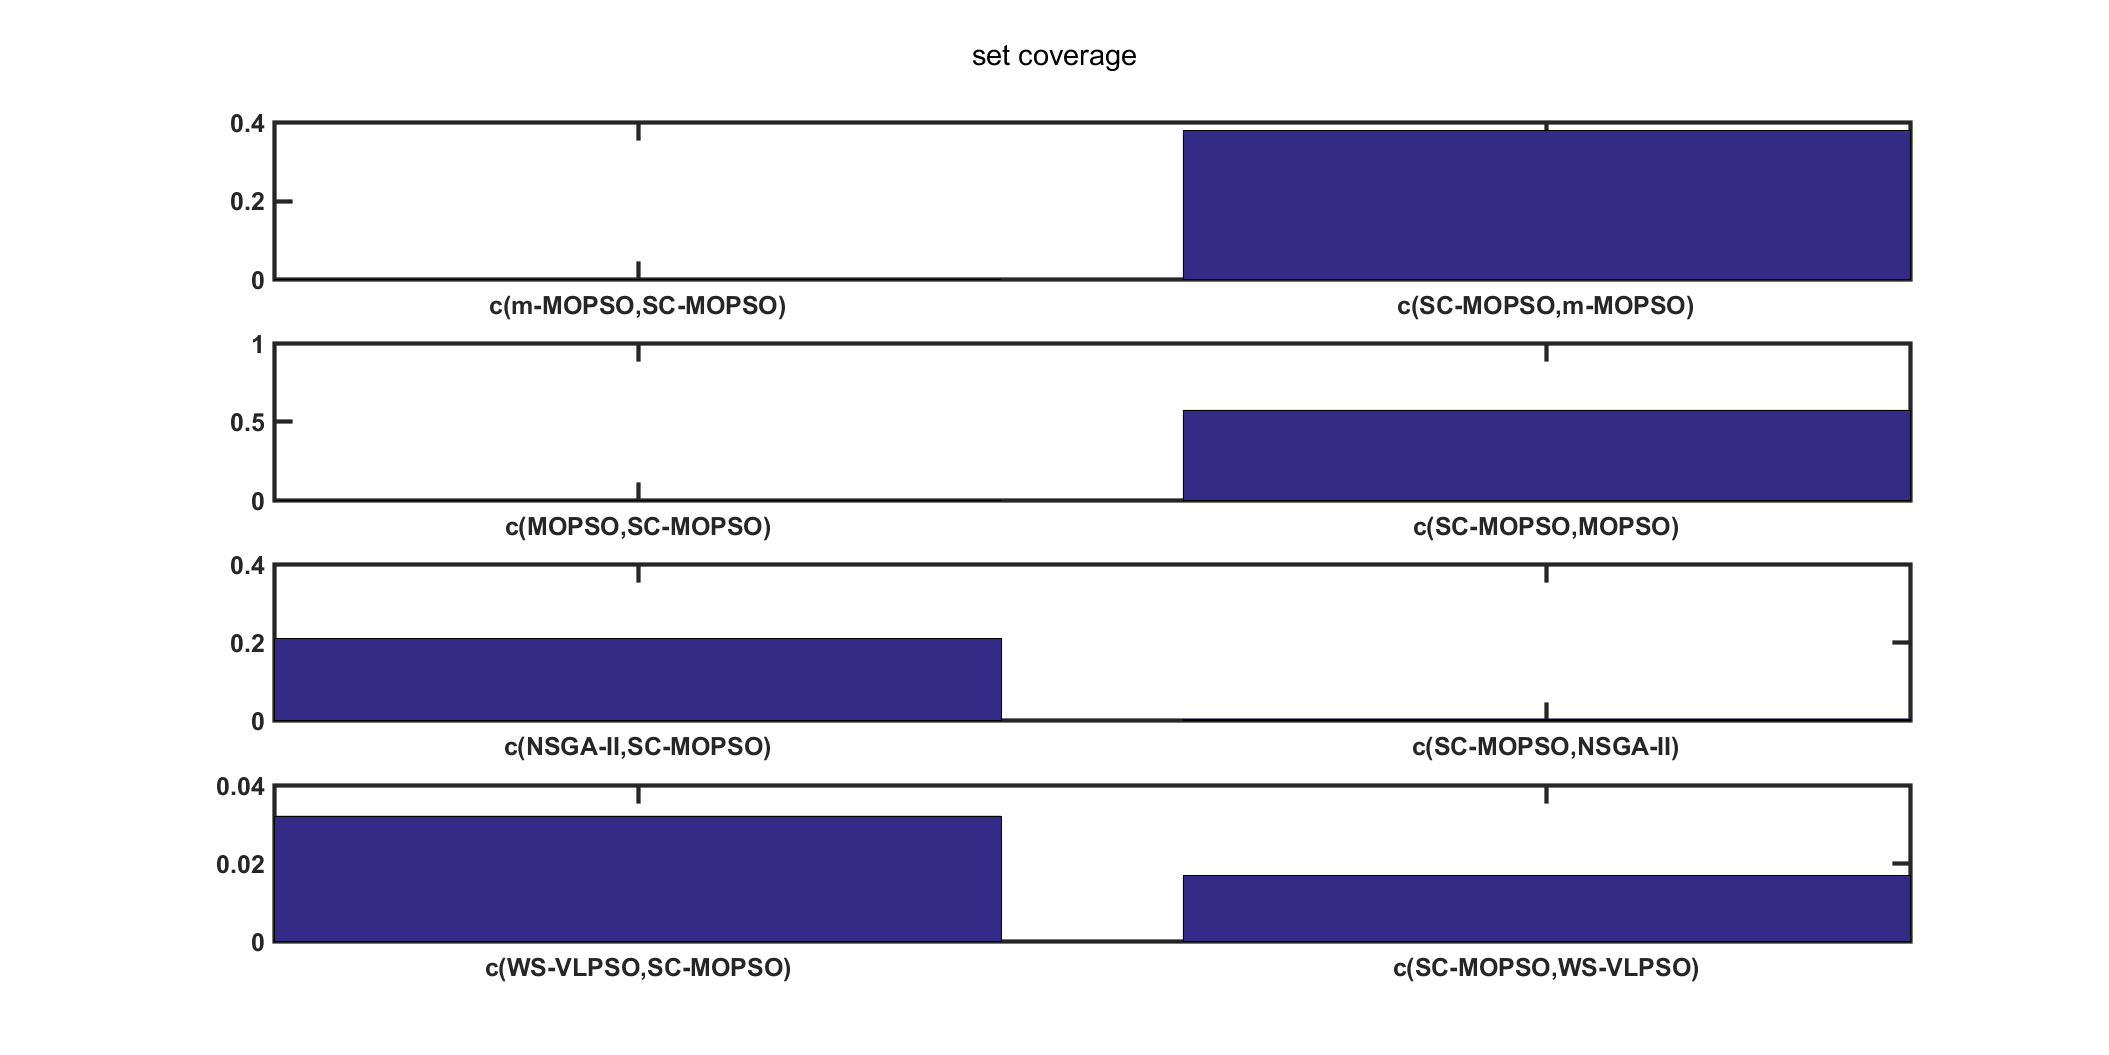 set coverage
0.4
0.2
0
c(m-MOPSO,SC-MOPSO) c(SC-MOPSO,m-MOPSO)
1
0.5
0
c(MOPSO,SC-MOPSO) c(SC-MOPSO,MOPSO)
0.4
0.2
0
c(NSGA-II,SC-MOPSO) c(SC-MOPSO,NSGA-II)
0.04
0.02
0
c(WS-VLPSO,SC-MOPSO) c(SC-MOPSO,WS-VLPSO)